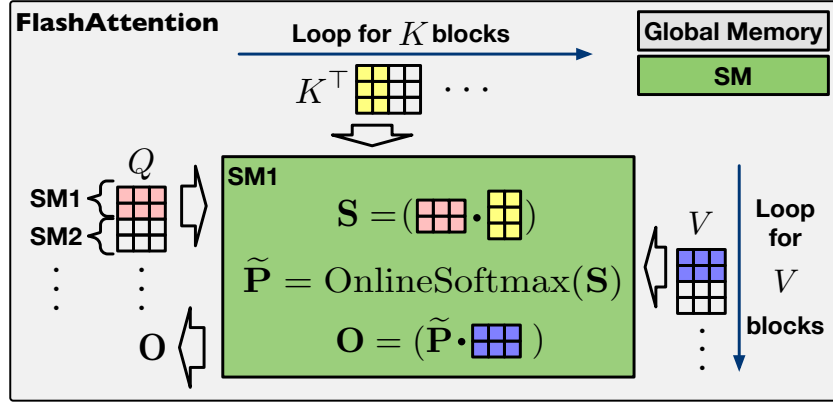 FlashAttention
Loop for K blocks
Global Memory
SM
K⊤ · · ·
Q
SM1
SM2
SM1
S = ( · )
P̃ = OnlineSoftmax(S)
O = (P̃ · )
O
V
Loop
for
V
blocks